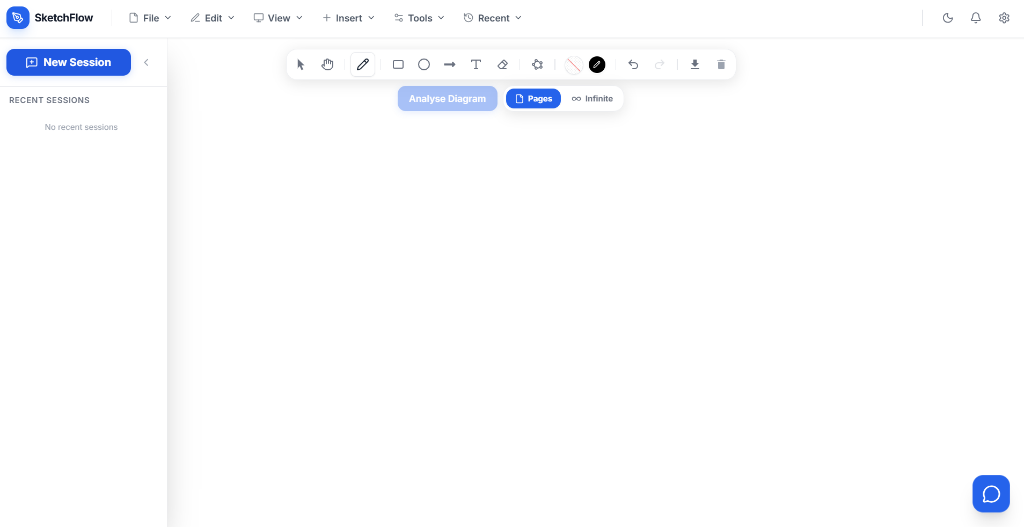 SketchFlow File Edit View Insert Tools Recent
New Session
RECENT SESSIONS
No recent sessions
Analyse Diagram Pages Infinite